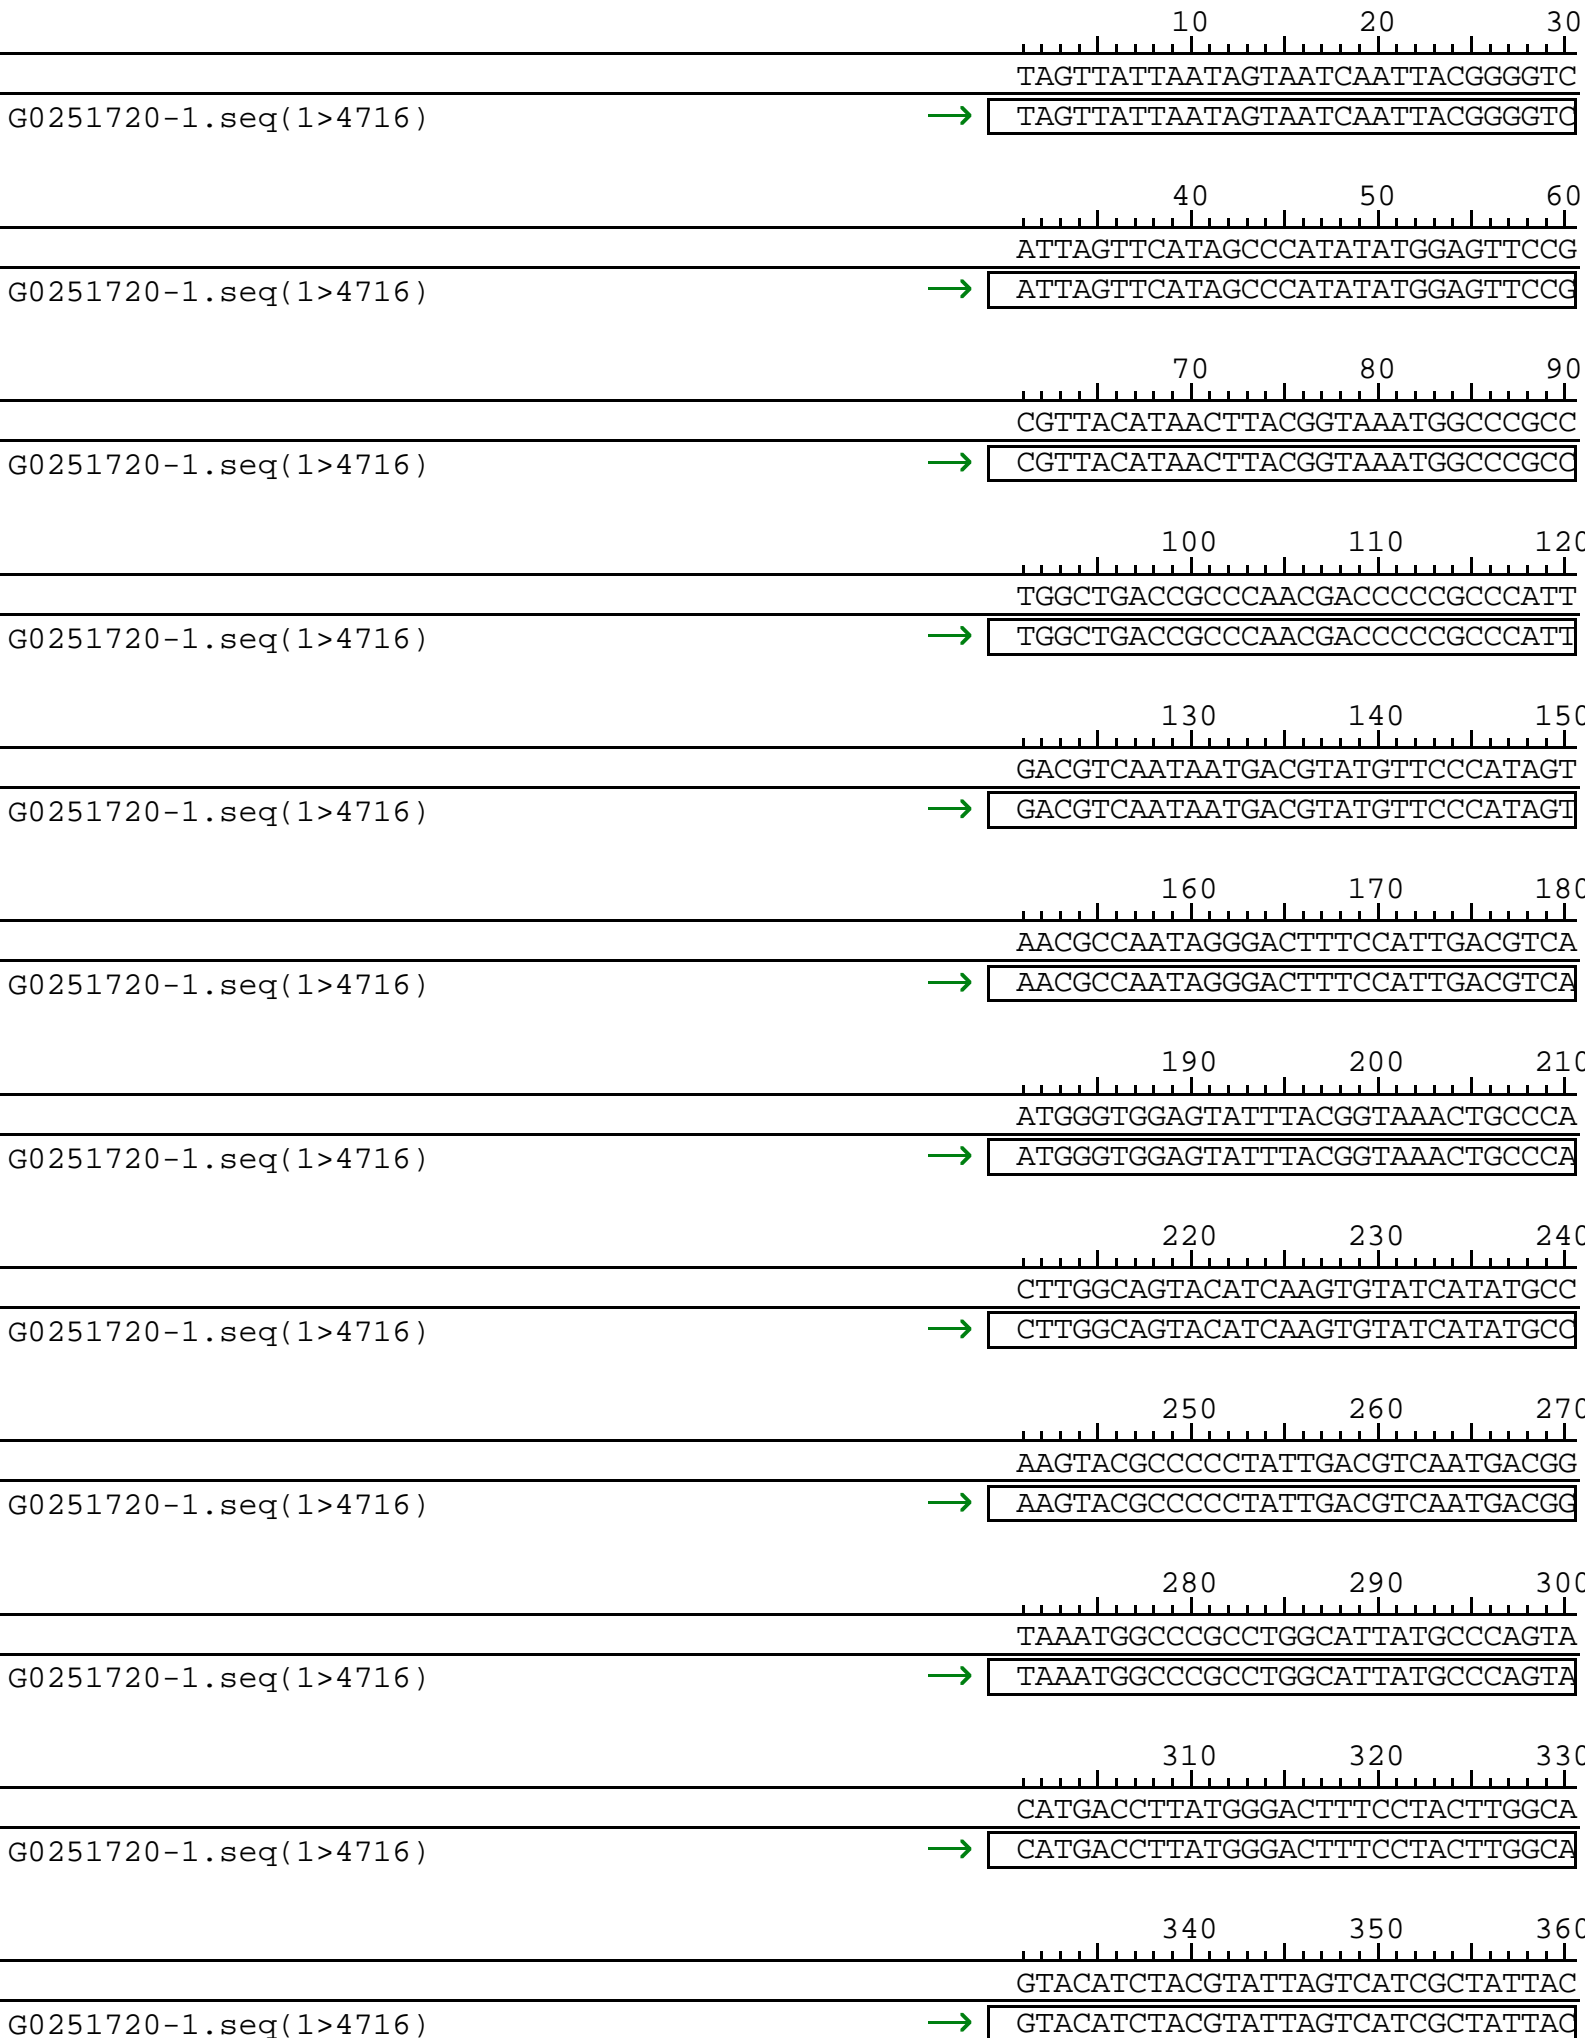 10 20 30
TAGTTATTAATAGTAATCAATTACGGGGTC
G0251720-1.seq(1>4716) → TAGTTATTAATAGTAATCAATTACGGGGTC
40 50 60
ATTAGTTCATAGCCCATATATGGAGTTCCG
G0251720-1.seq(1>4716) → ATTAGTTCATAGCCCATATATGGAGTTCCG
70 80 90
CGTTACATAACTTACGGTAAATGGCCCGCC
G0251720-1.seq(1>4716) → CGTTACATAACTTACGGTAAATGGCCCGCC
100 110 120
TGGCTGACCGCCCAACGACCCCCGCCCATT
G0251720-1.seq(1>4716) → TGGCTGACCGCCCAACGACCCCCGCCCATT
130 140 150
GACGTCAATAATGACGTATGTTCCCATAGT
G0251720-1.seq(1>4716) → GACGTCAATAATGACGTATGTTCCCATAGT
160 170 180
AACGCCAATAGGGACTTTCCATTGACGTCA
G0251720-1.seq(1>4716) → AACGCCAATAGGGACTTTCCATTGACGTCA
190 200 210
ATGGGTGGAGTATTTACGGTAAACTGCCCA
G0251720-1.seq(1>4716) → ATGGGTGGAGTATTTACGGTAAACTGCCCA
220 230 240
CTTGGCAGTACATCAAGTGTATCATATGCC
G0251720-1.seq(1>4716) → CTTGGCAGTACATCAAGTGTATCATATGCC
250 260 270
AAGTACGCCCCCTATTGACGTCAATGACGG
G0251720-1.seq(1>4716) → AAGTACGCCCCCTATTGACGTCAATGACGG
280 290 300
TAAATGGCCCGCCTGGCATTATGCCCAGTA
G0251720-1.seq(1>4716) → TAAATGGCCCGCCTGGCATTATGCCCAGTA
310 320 330
CATGACCTTATGGGACTTTCCTACTTGGCA
G0251720-1.seq(1>4716) → CATGACCTTATGGGACTTTCCTACTTGGCA
340 350 360
GTACATCTACGTATTAGTCATCGCTATTAC
G0251720-1.seq(1>4716) → GTACATCTACGTATTAGTCATCGCTATTAC